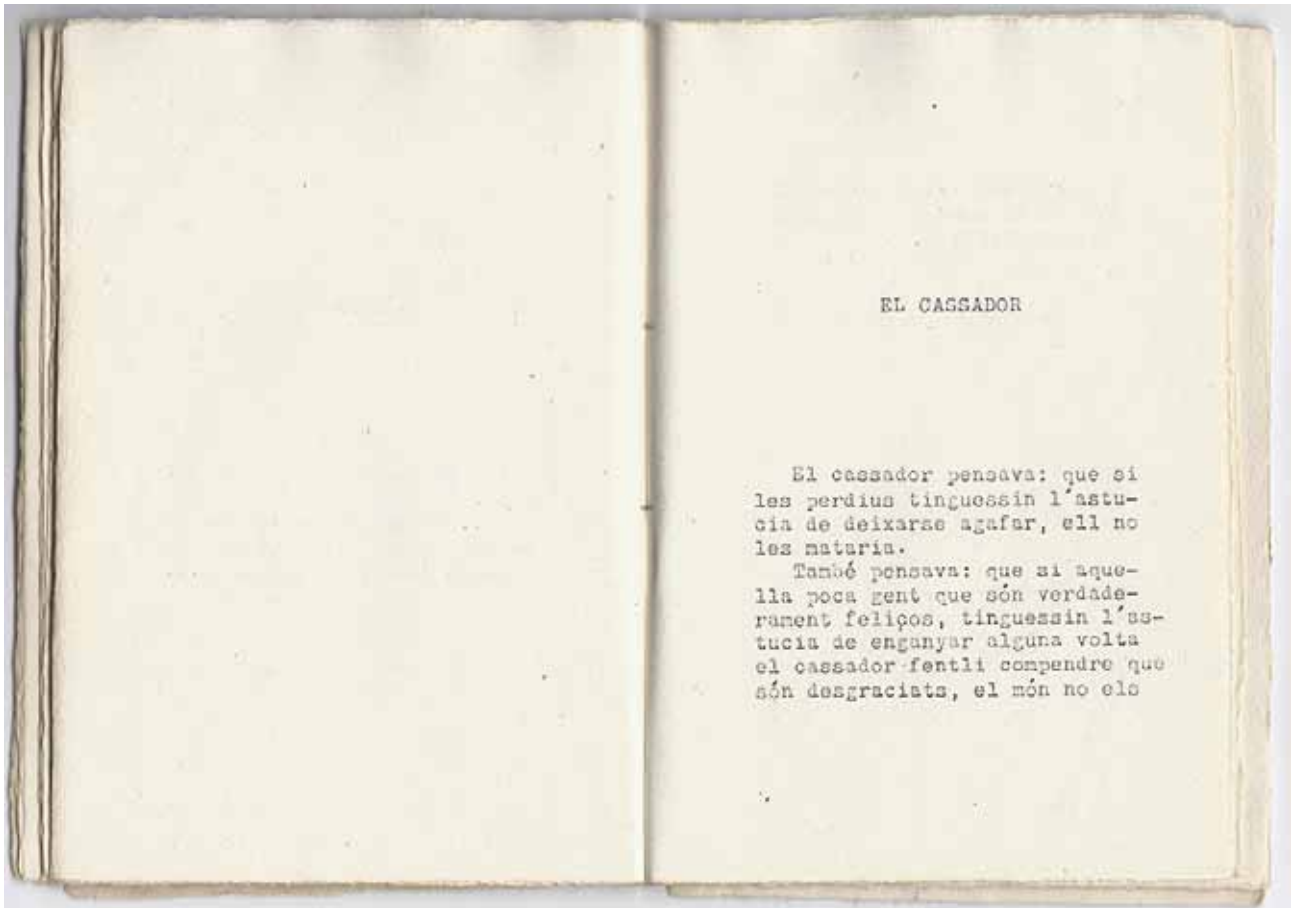 EL CASSADOR
El cassador pensava: que si
les perdius tinguessin l'astu-
cia de deixarse agafar, ell no
les mataria.
També pensava: que si aque-
lla poca gent que són verdade-
rament feliços, tinguessin l'as-
tucia de enganyar alguna volta
el cassador fentli compendre que
són desgraciats, el món no els